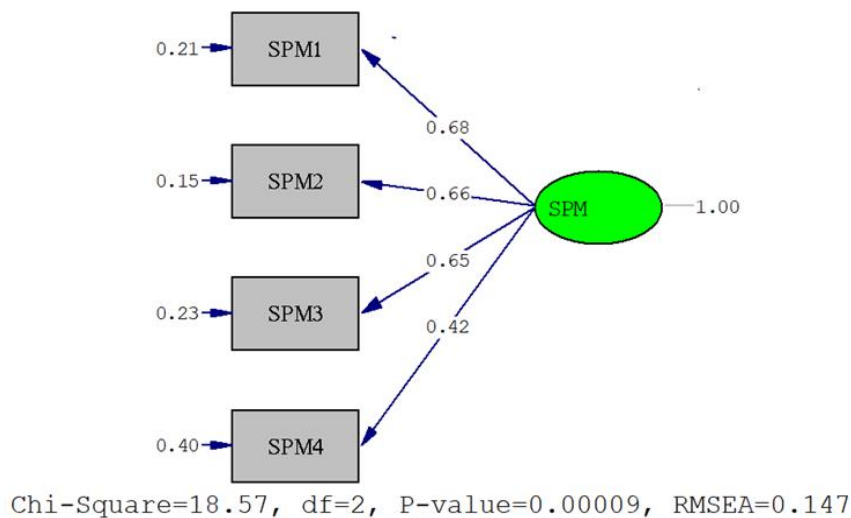 0.21 SPM1
0.68
0.15 SPM2
0.66
SPM 1.00
0.65
0.23 SPM3
0.42
0.40 SPM4
Chi-Square=18.57, df=2, P-value=0.00009, RMSEA=0.147